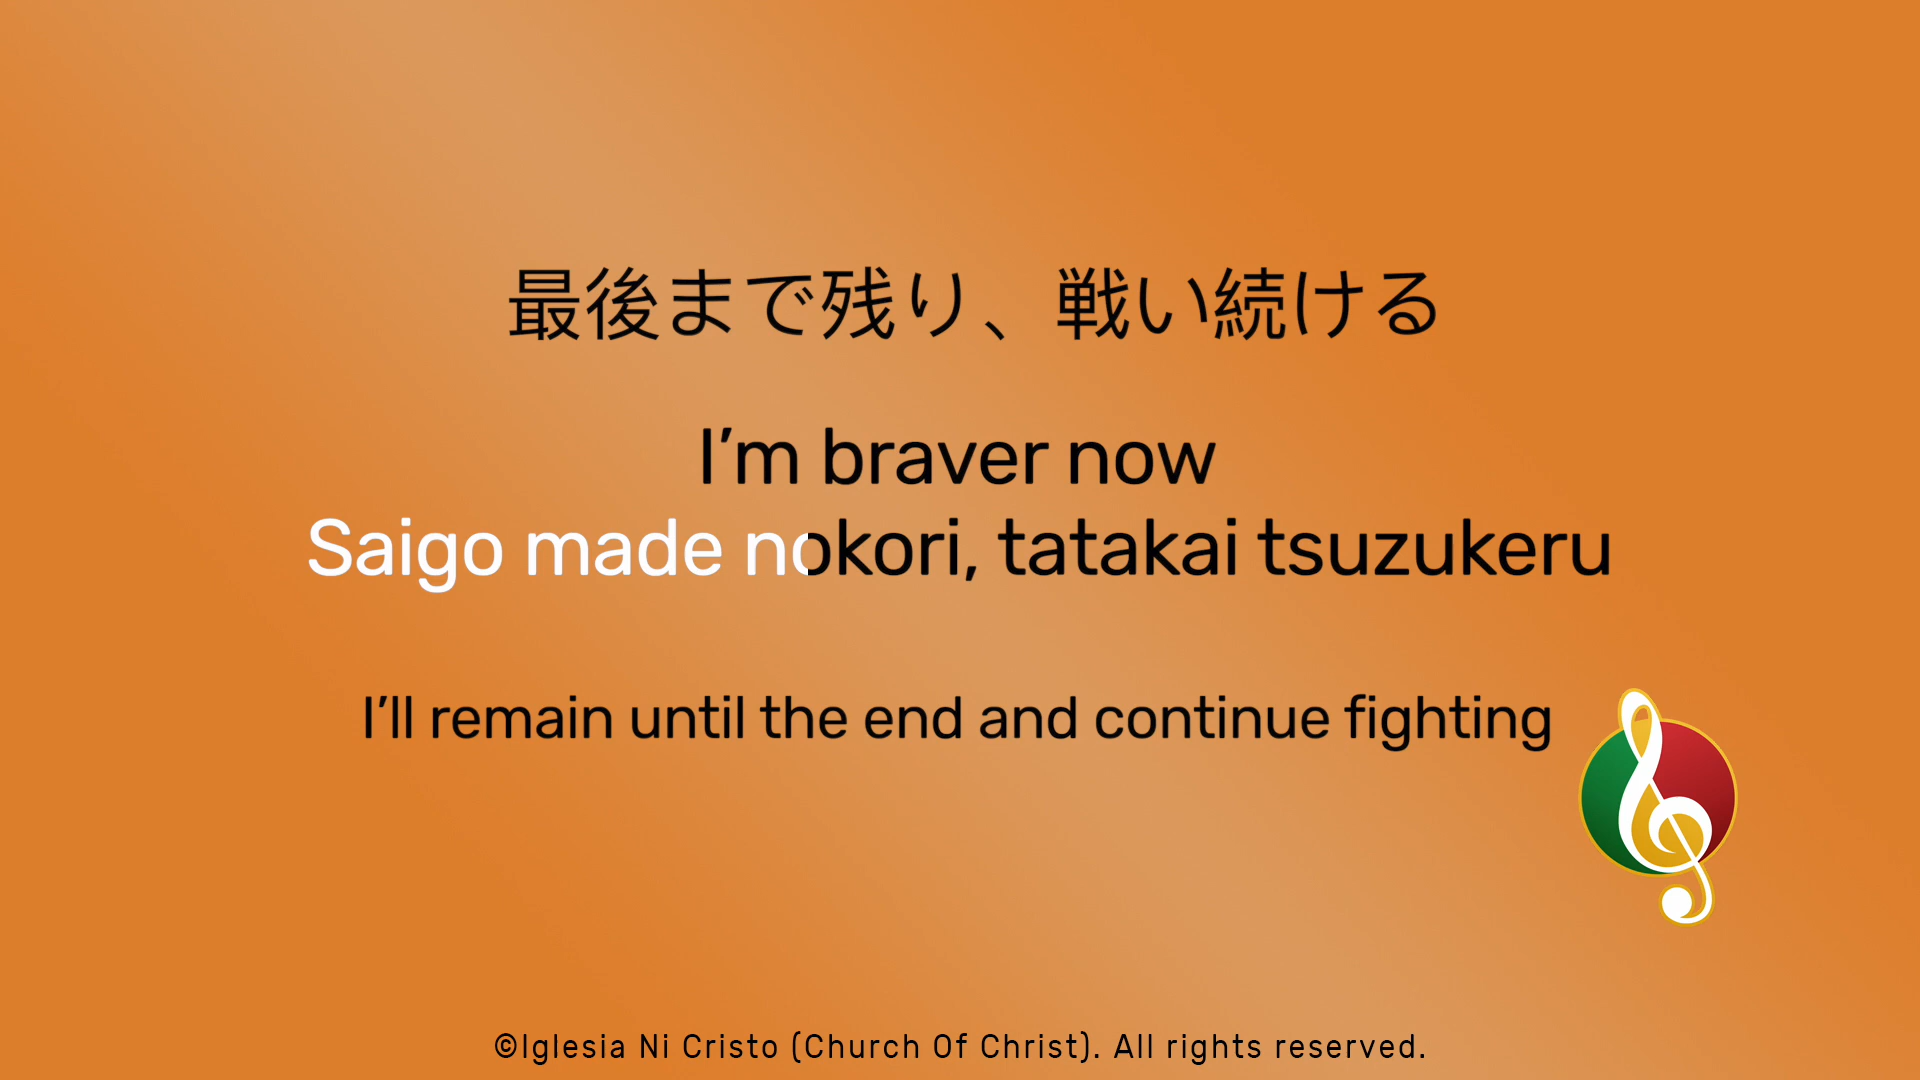 最後まで残り、戦い続ける
I’m braver now
Saigo made nokori, tatakai tsuzukeru
I’ll remain until the end and continue fighting
©Iglesia Ni Cristo (Church Of Christ). All rights reserved.